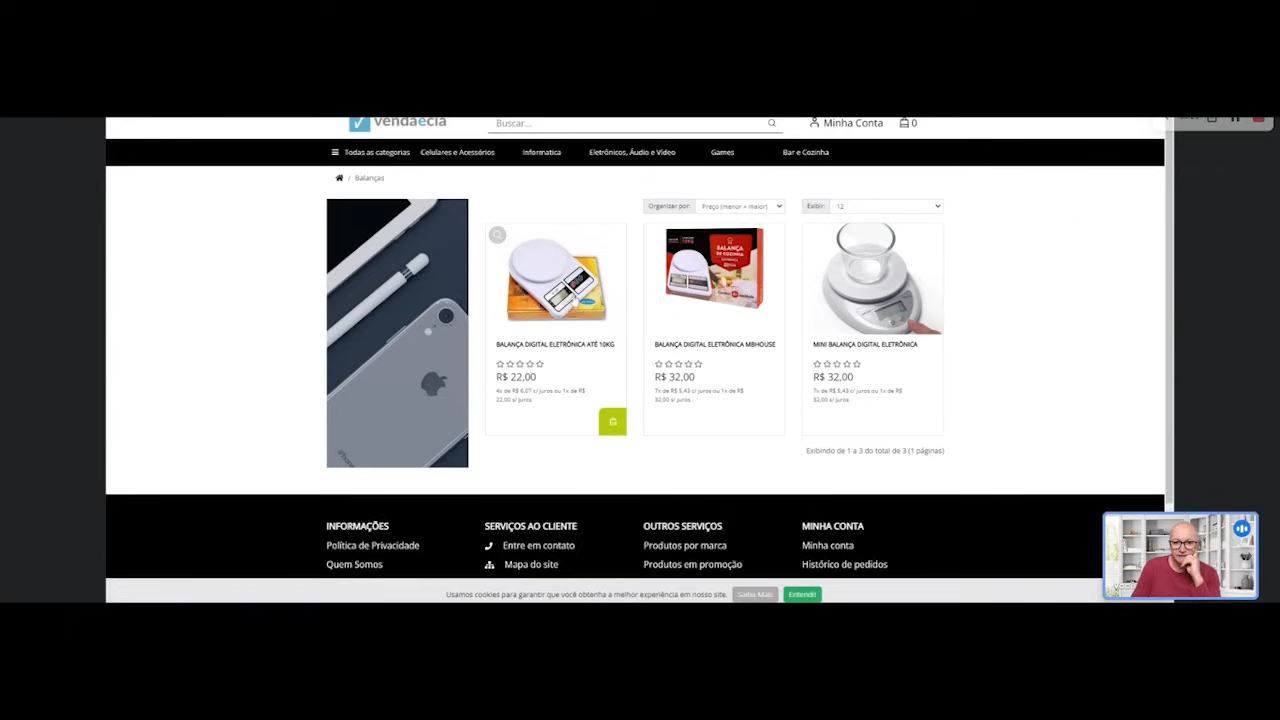 vendaecia
Buscar...
Minha Conta
0
Todas as categorias
Celulares e Acessórios
Informatica
Eletrônicos, Áudio e Vídeo
Games
Bar e Cozinha
/ Balanças
Organizar por:
Preço (menor > maior)
Exibir:
12
BALANÇA
DE COZINHA
BALANÇA DIGITAL ELETRÔNICA ATÉ 10KG
R$ 22,00
4x de R$ 6,07 c/ juros ou 1x de R$
22,00 s/ juros
BALANÇA DIGITAL ELETRÔNICA MBHOUSE
R$ 32,00
7x de R$ 5,43 c/ juros ou 1x de R$
32,00 s/ juros
MINI BALANÇA DIGITAL ELETRÔNICA
R$ 32,00
7x de R$ 5,43 c/ juros ou 1x de R$
32,00 s/ juros
iPhone
Exibindo de 1 a 3 do total de 3 (1 páginas)
INFORMAÇÕES
Política de Privacidade
Quem Somos
SERVIÇOS AO CLIENTE
Entre em contato
Mapa do site
OUTROS SERVIÇOS
Produtos por marca
Produtos em promoção
MINHA CONTA
Minha conta
Histórico de pedidos
Usamos cookies para garantir que você obtenha a melhor experiência em nosso site.
Saiba Mais
Entendi!